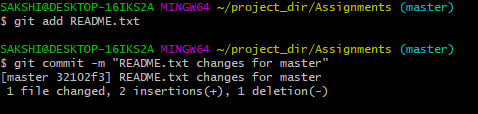 SAKSHI@DESKTOP-16IKS2A MINGW64 ~/project_dir/Assignments (master)
$ git add README.txt
SAKSHI@DESKTOP-16IKS2A MINGW64 ~/project_dir/Assignments (master)
$ git commit -m "README.txt changes for master"
[master 32102f3] README.txt changes for master
1 file changed, 2 insertions(+), 1 deletion(-)